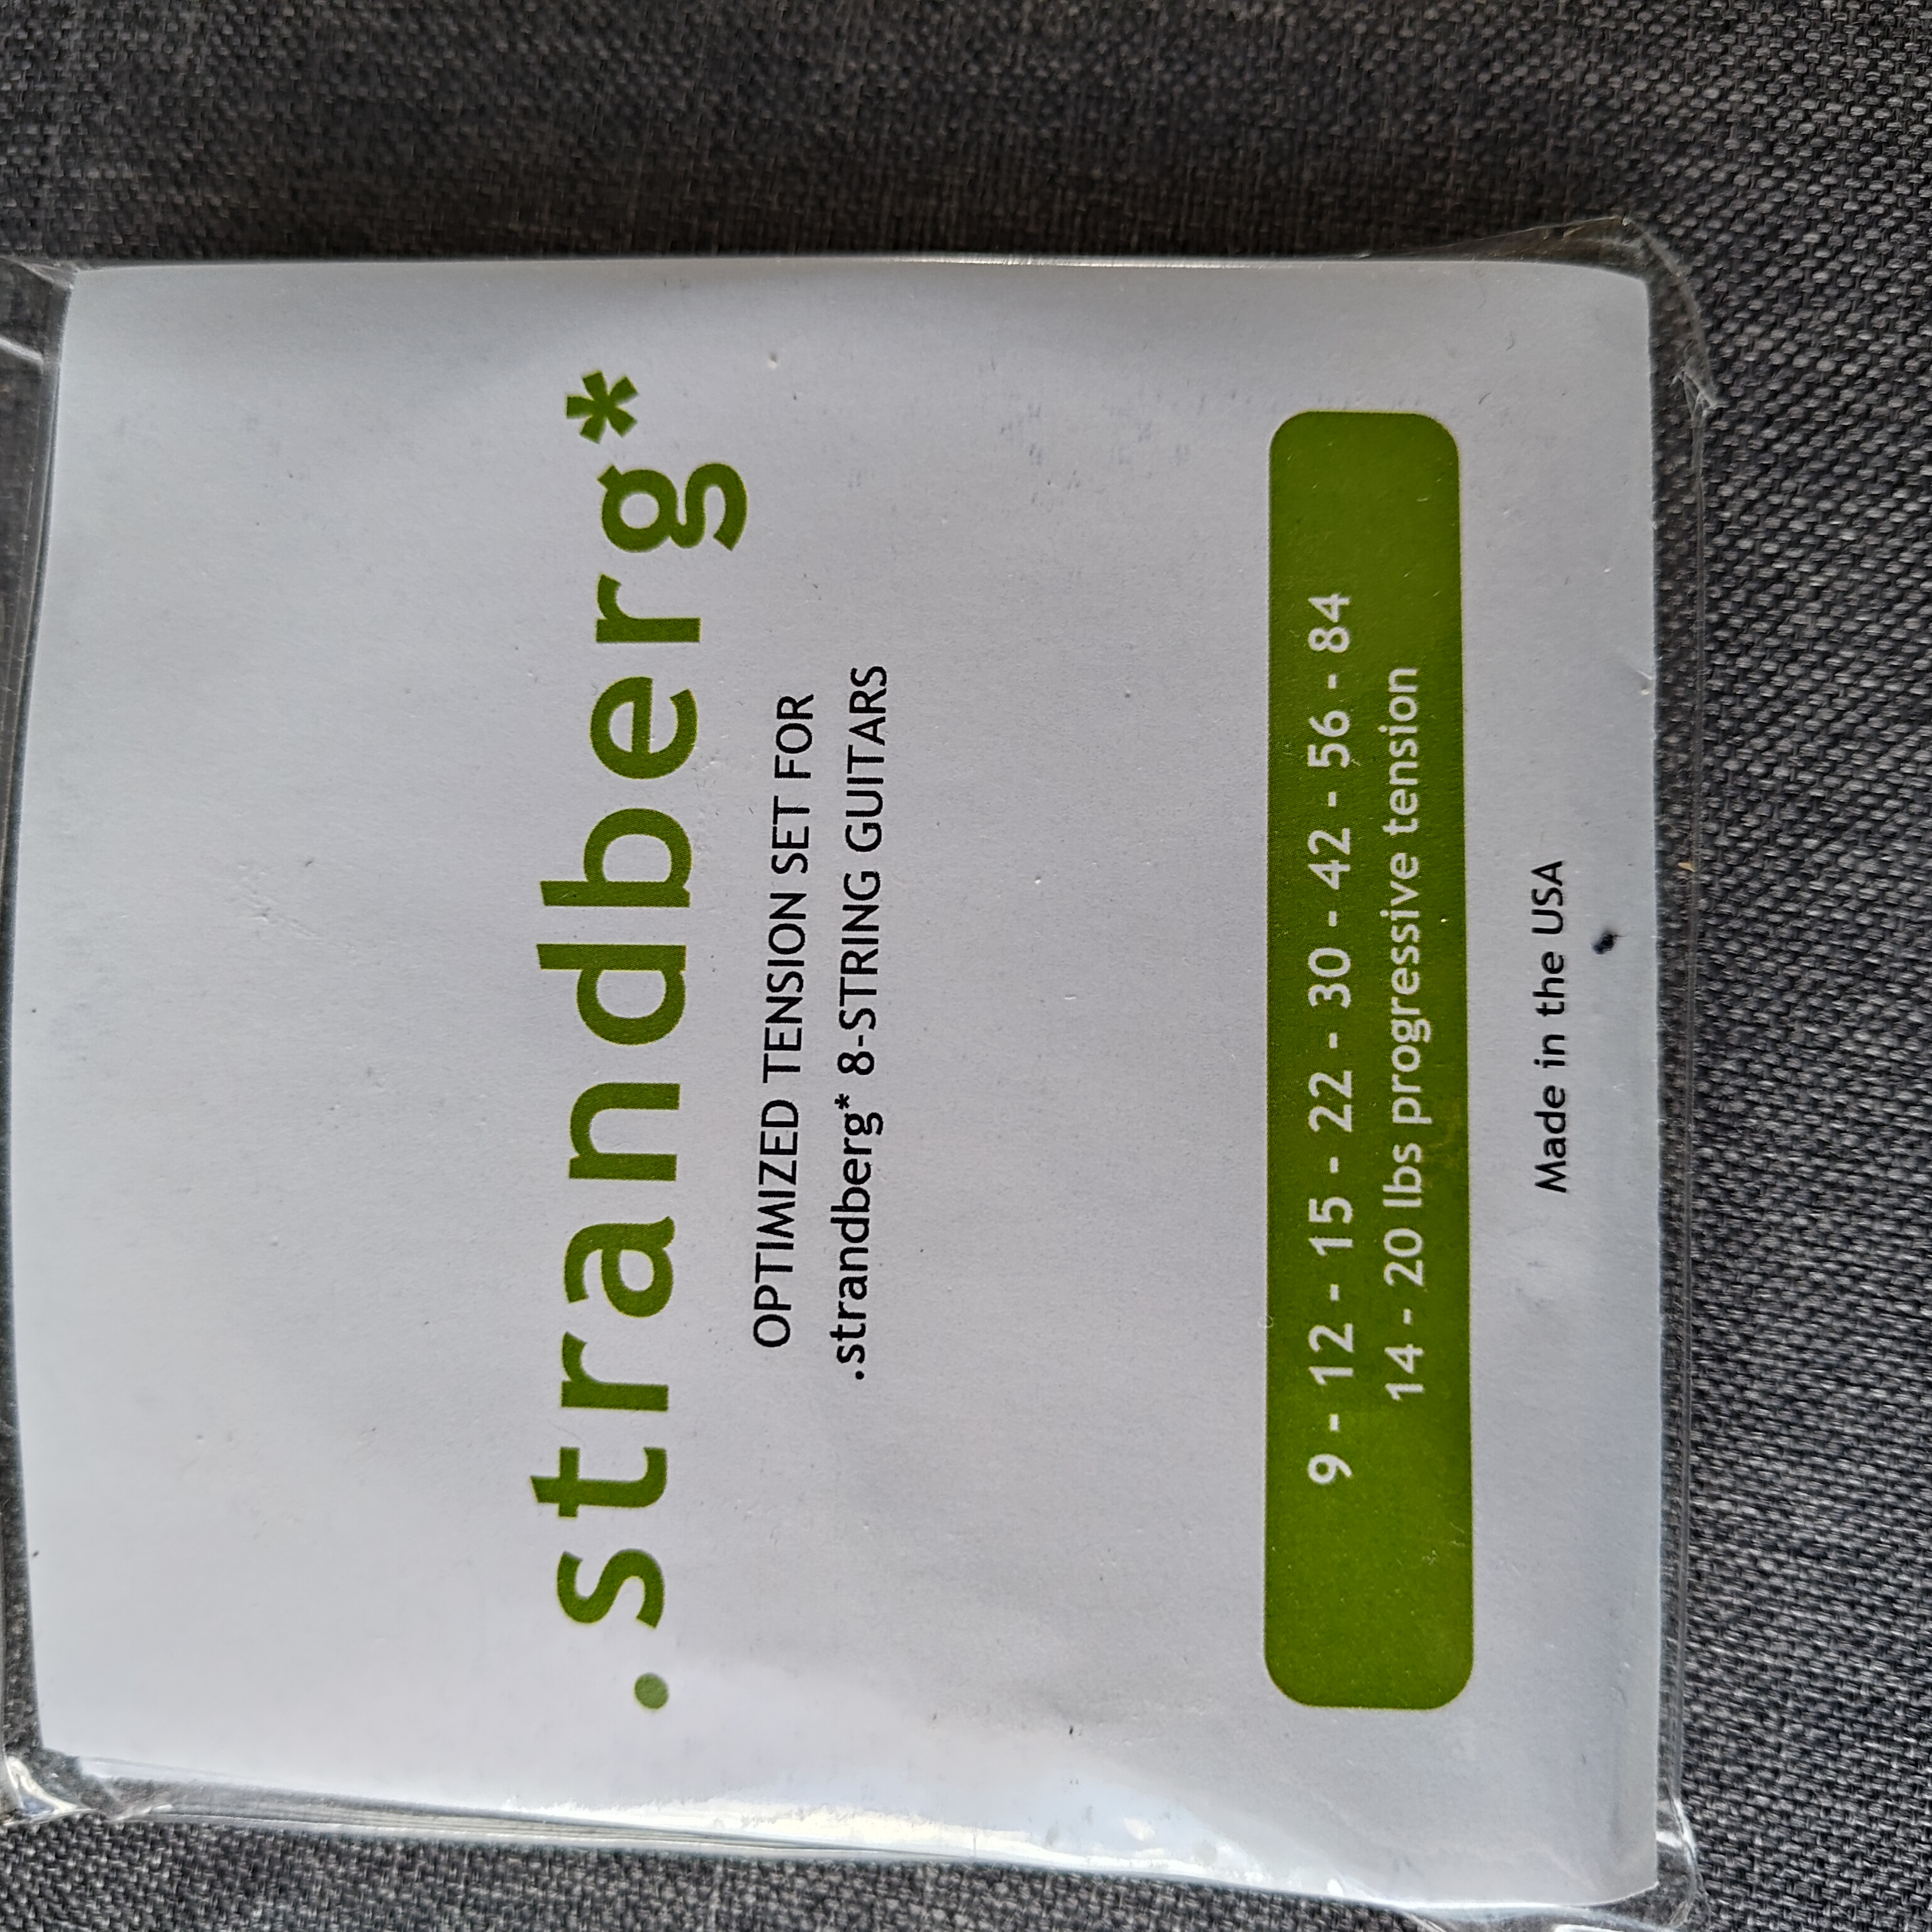 .strandberg*
OPTIMIZED TENSION SET FOR
.strandberg* 8-STRING GUITARS
9 - 12 - 15 - 22 - 30 - 42 - 56 - 84
14 - 20 lbs progressive tension
Made in the USA